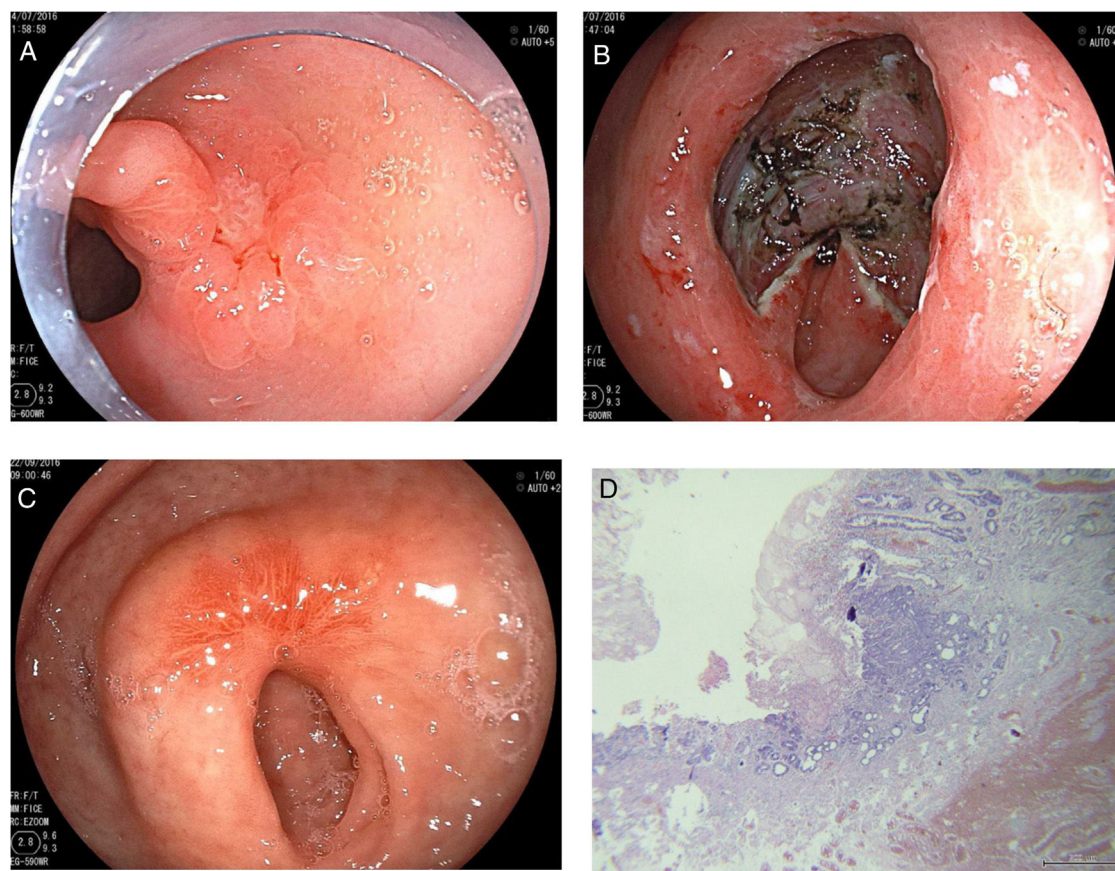 A
4/07/2016
1:58:58
1/60
AUTO +5
R:F/T
M:FICE
C:
2.8
9.2
9.3
G-600WR
B
/07/2016
:47:04
1/60
AUTO +
:F/T
:FICE
2.8
9.2
9.3
-600WR
C
22/09/2016
09:00:46
1/60
AUTO +2
FR:F/T
MM:FICE
RC:EZOOM
2.8
9.6
9.3
EG-590WR
D